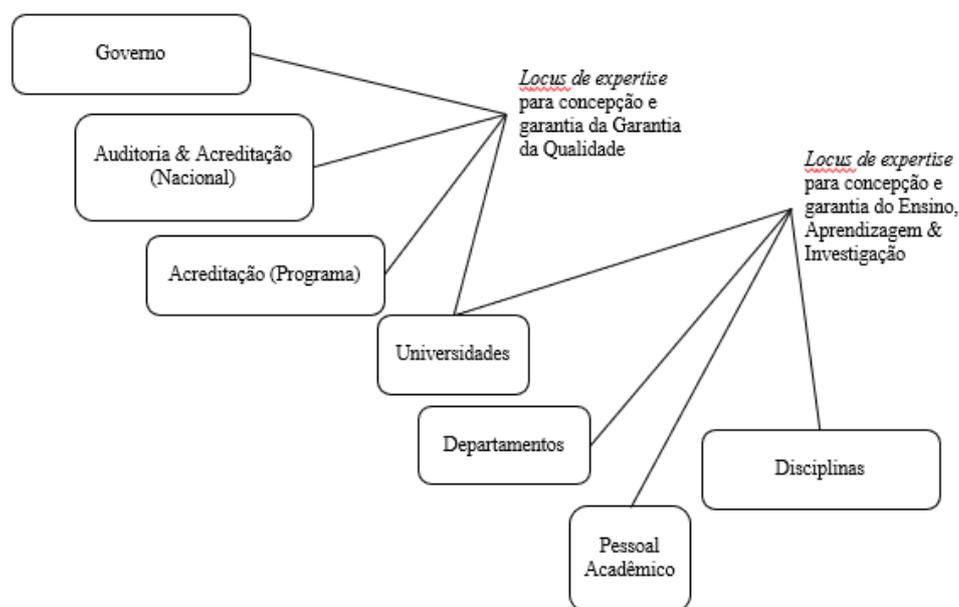 Governo
Locus de expertise
para concepção e
garantia da Garantia
da Qualidade
Auditoria & Acreditação
(Nacional)
Locus de expertise
para concepção e
garantia do Ensino,
Aprendizagem &
Investigação
Acreditação (Programa)
Universidades
Departamentos
Disciplinas
Pessoal
Acadêmico